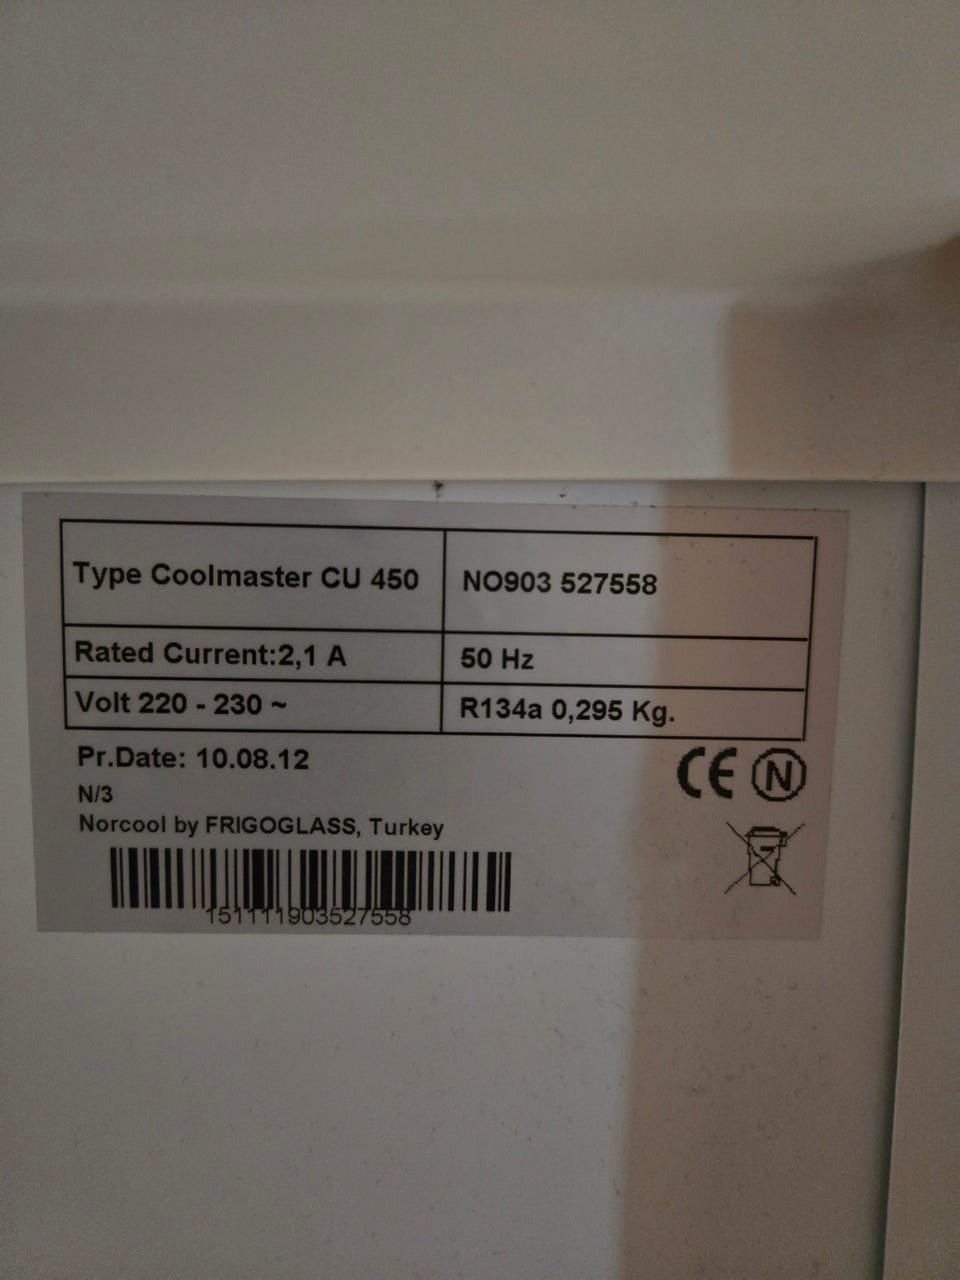 Type Coolmaster CU 450
NO903 527558
Rated Current:2,1 A
50 Hz
Volt 220 - 230 ~
R134a 0,295 Kg.
Pr.Date: 10.08.12
CE N
N/3
Norcool by FRIGOGLASS, Turkey
151111903527558